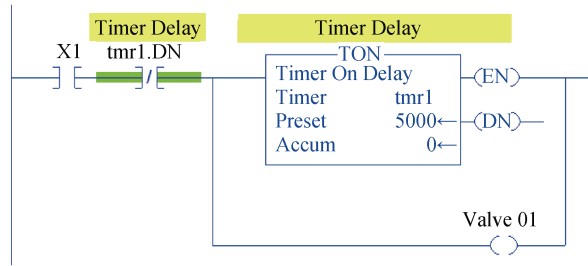 Timer Delay
Timer Delay
X1
tmr1.DN
TON
Timer On Delay
EN
Timer tmr1
Preset 5000←
DN
Accum 0←
Valve 01